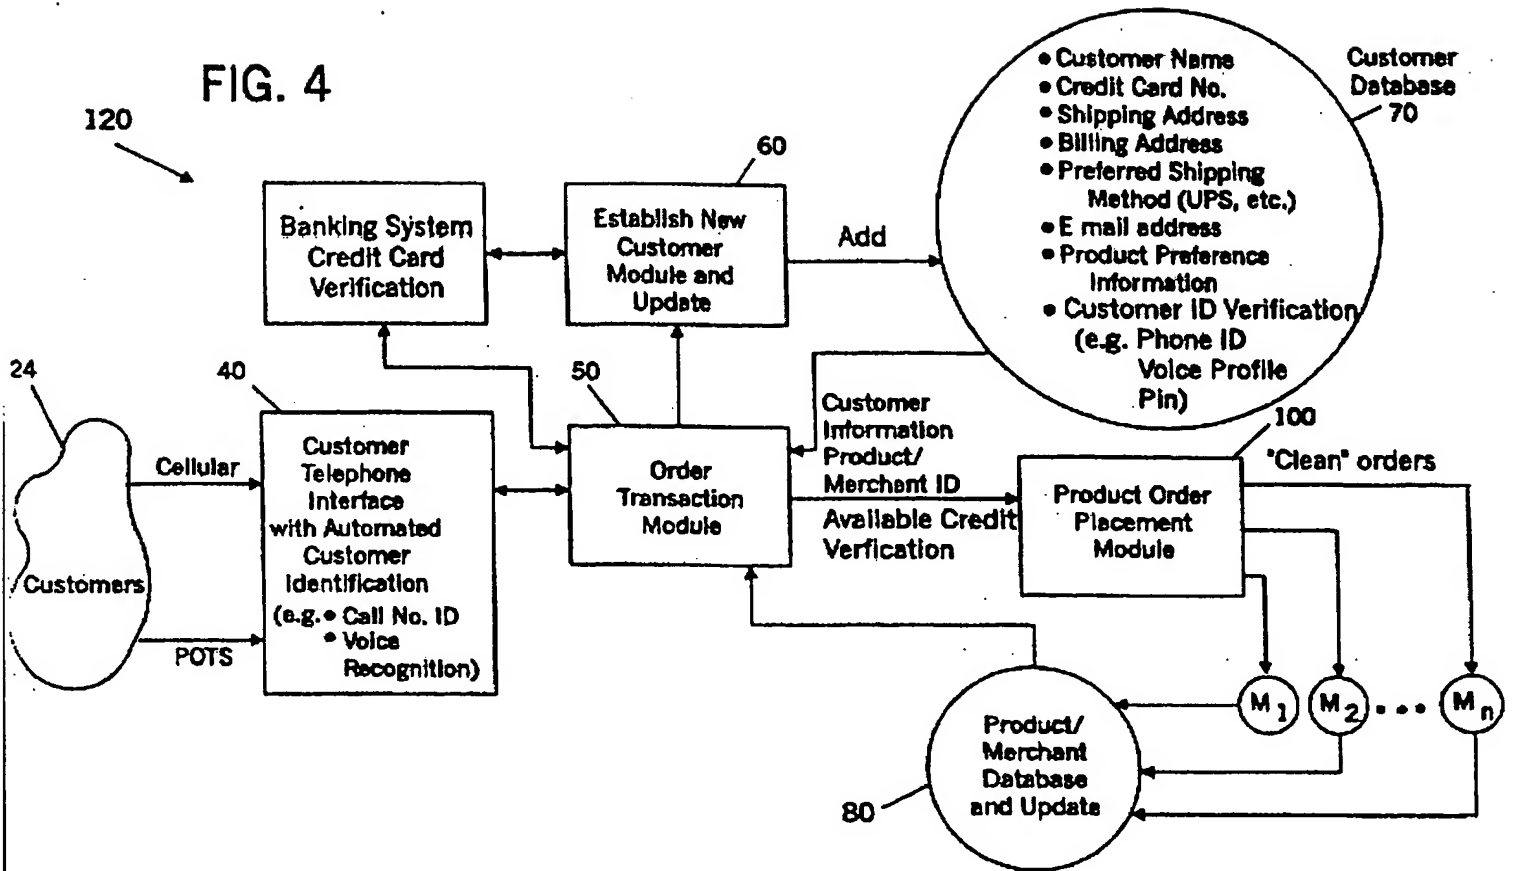 FIG. 4
120
Banking System
Credit Card
Verification
60
Establish New
Customer
Module and
Update
Add
• Customer Name
• Credit Card No.
• Shipping Address
• Billing Address
• Preferred Shipping
Method (UPS, etc.)
• E mail address
• Product Preference
Information
• Customer ID Verification
(e.g. Phone ID
Voice Profile
Pin)
Customer
Database
70
24
Customers
Cellular
POTS
40
Customer
Telephone
Interface
with Automated
Customer
Identification
(e.g. • Call No. ID
• Voice
Recognition)
50
Order
Transaction
Module
Customer
Information
Product/
Merchant ID
Available Credit
Verfication
100
Product Order
Placement
Module
"Clean" orders
M1
M2
• • •
Mn
Product/
Merchant
Database
and Update
80